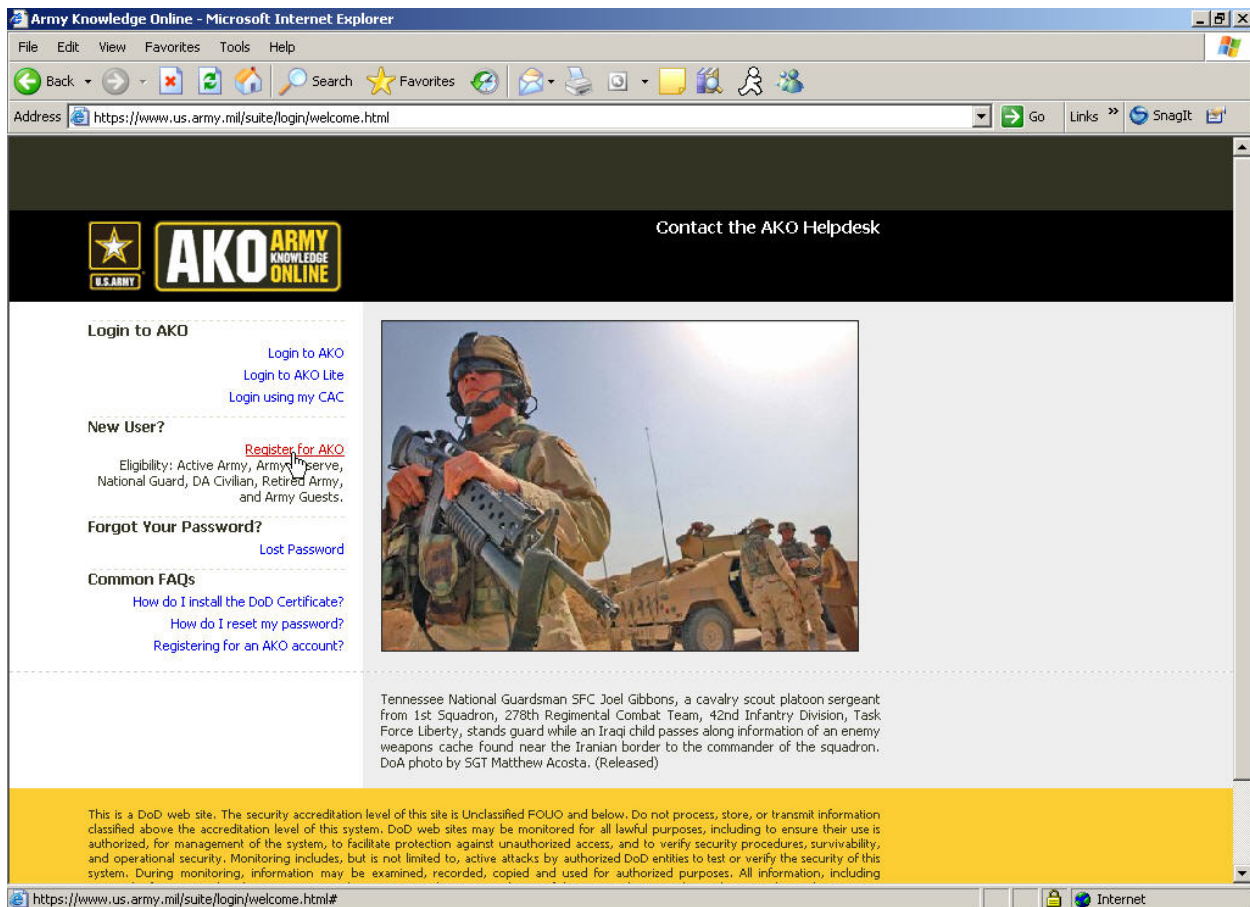 Army Knowledge Online - Microsoft Internet Explorer
File Edit View Favorites Tools Help
Back Search Favorites
Address https://www.us.army.mil/suite/login/welcome.html Go Links » SnagIt
Contact the AKO Helpdesk
U.S.ARMY
AKO ARMY KNOWLEDGE ONLINE
Login to AKO
Login to AKO
Login to AKO Lite
Login using my CAC
New User?
Register for AKO
Eligibility: Active Army, Army serve,
National Guard, DA Civilian, Retired Army,
and Army Guests.
Forgot Your Password?
Lost Password
Common FAQs
How do I install the DoD Certificate?
How do I reset my password?
Registering for an AKO account?
Tennessee National Guardsman SFC Joel Gibbons, a cavalry scout platoon sergeant
from 1st Squadron, 278th Regimental Combat Team, 42nd Infantry Division, Task
Force Liberty, stands guard while an Iraqi child passes along information of an enemy
weapons cache found near the Iranian border to the commander of the squadron.
DoA photo by SGT Matthew Acosta. (Released)
This is a DoD web site. The security accreditation level of this site is Unclassified FOUO and below. Do not process, store, or transmit information
classified above the accreditation level of this system. DoD web sites may be monitored for all lawful purposes, including to ensure their use is
authorized, for management of the system, to facilitate protection against unauthorized access, and to verify security procedures, survivability,
and operational security. Monitoring includes, but is not limited to, active attacks by authorized DoD entities to test or verify the security of this
system. During monitoring, information may be examined, recorded, copied and used for authorized purposes. All information, including
https://www.us.army.mil/suite/login/welcome.html# Internet